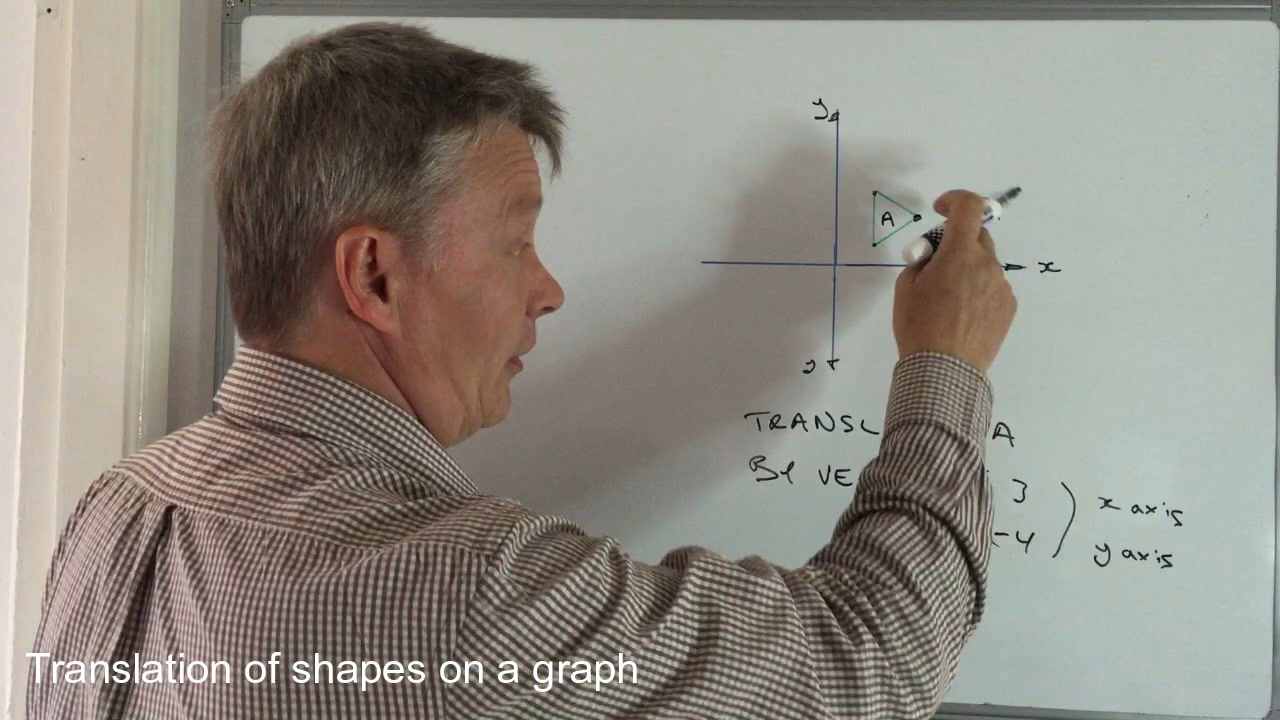 y
A
x
y
TRANSL A
BY VE 3 x axis
-4 y axis
Translation of shapes on a graph